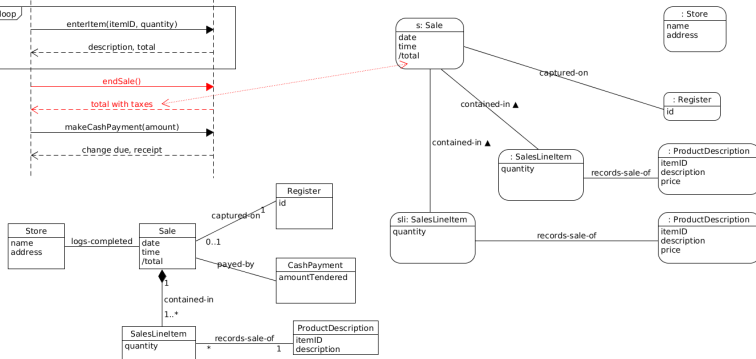 loop
enterItem(itemID, quantity)
description, total
endSale()
total with taxes
makeCashPayment(amount)
change due, receipt
s: Sale
date
time
/total
: Store
name
address
captured-on
: Register
id
contained-in ▲
contained-in ▲
: SalesLineItem
quantity
records-sale-of
: ProductDescription
itemID
description
price
sli: SalesLineItem
quantity
records-sale-of
: ProductDescription
itemID
description
price
Store
name
address
logs-completed
Sale
date
time
/total
captured-on
1
0..1
Register
id
payed-by
CashPayment
amountTendered
1
contained-in
1..*
SalesLineItem
quantity
records-sale-of
*
1
ProductDescription
itemID
description